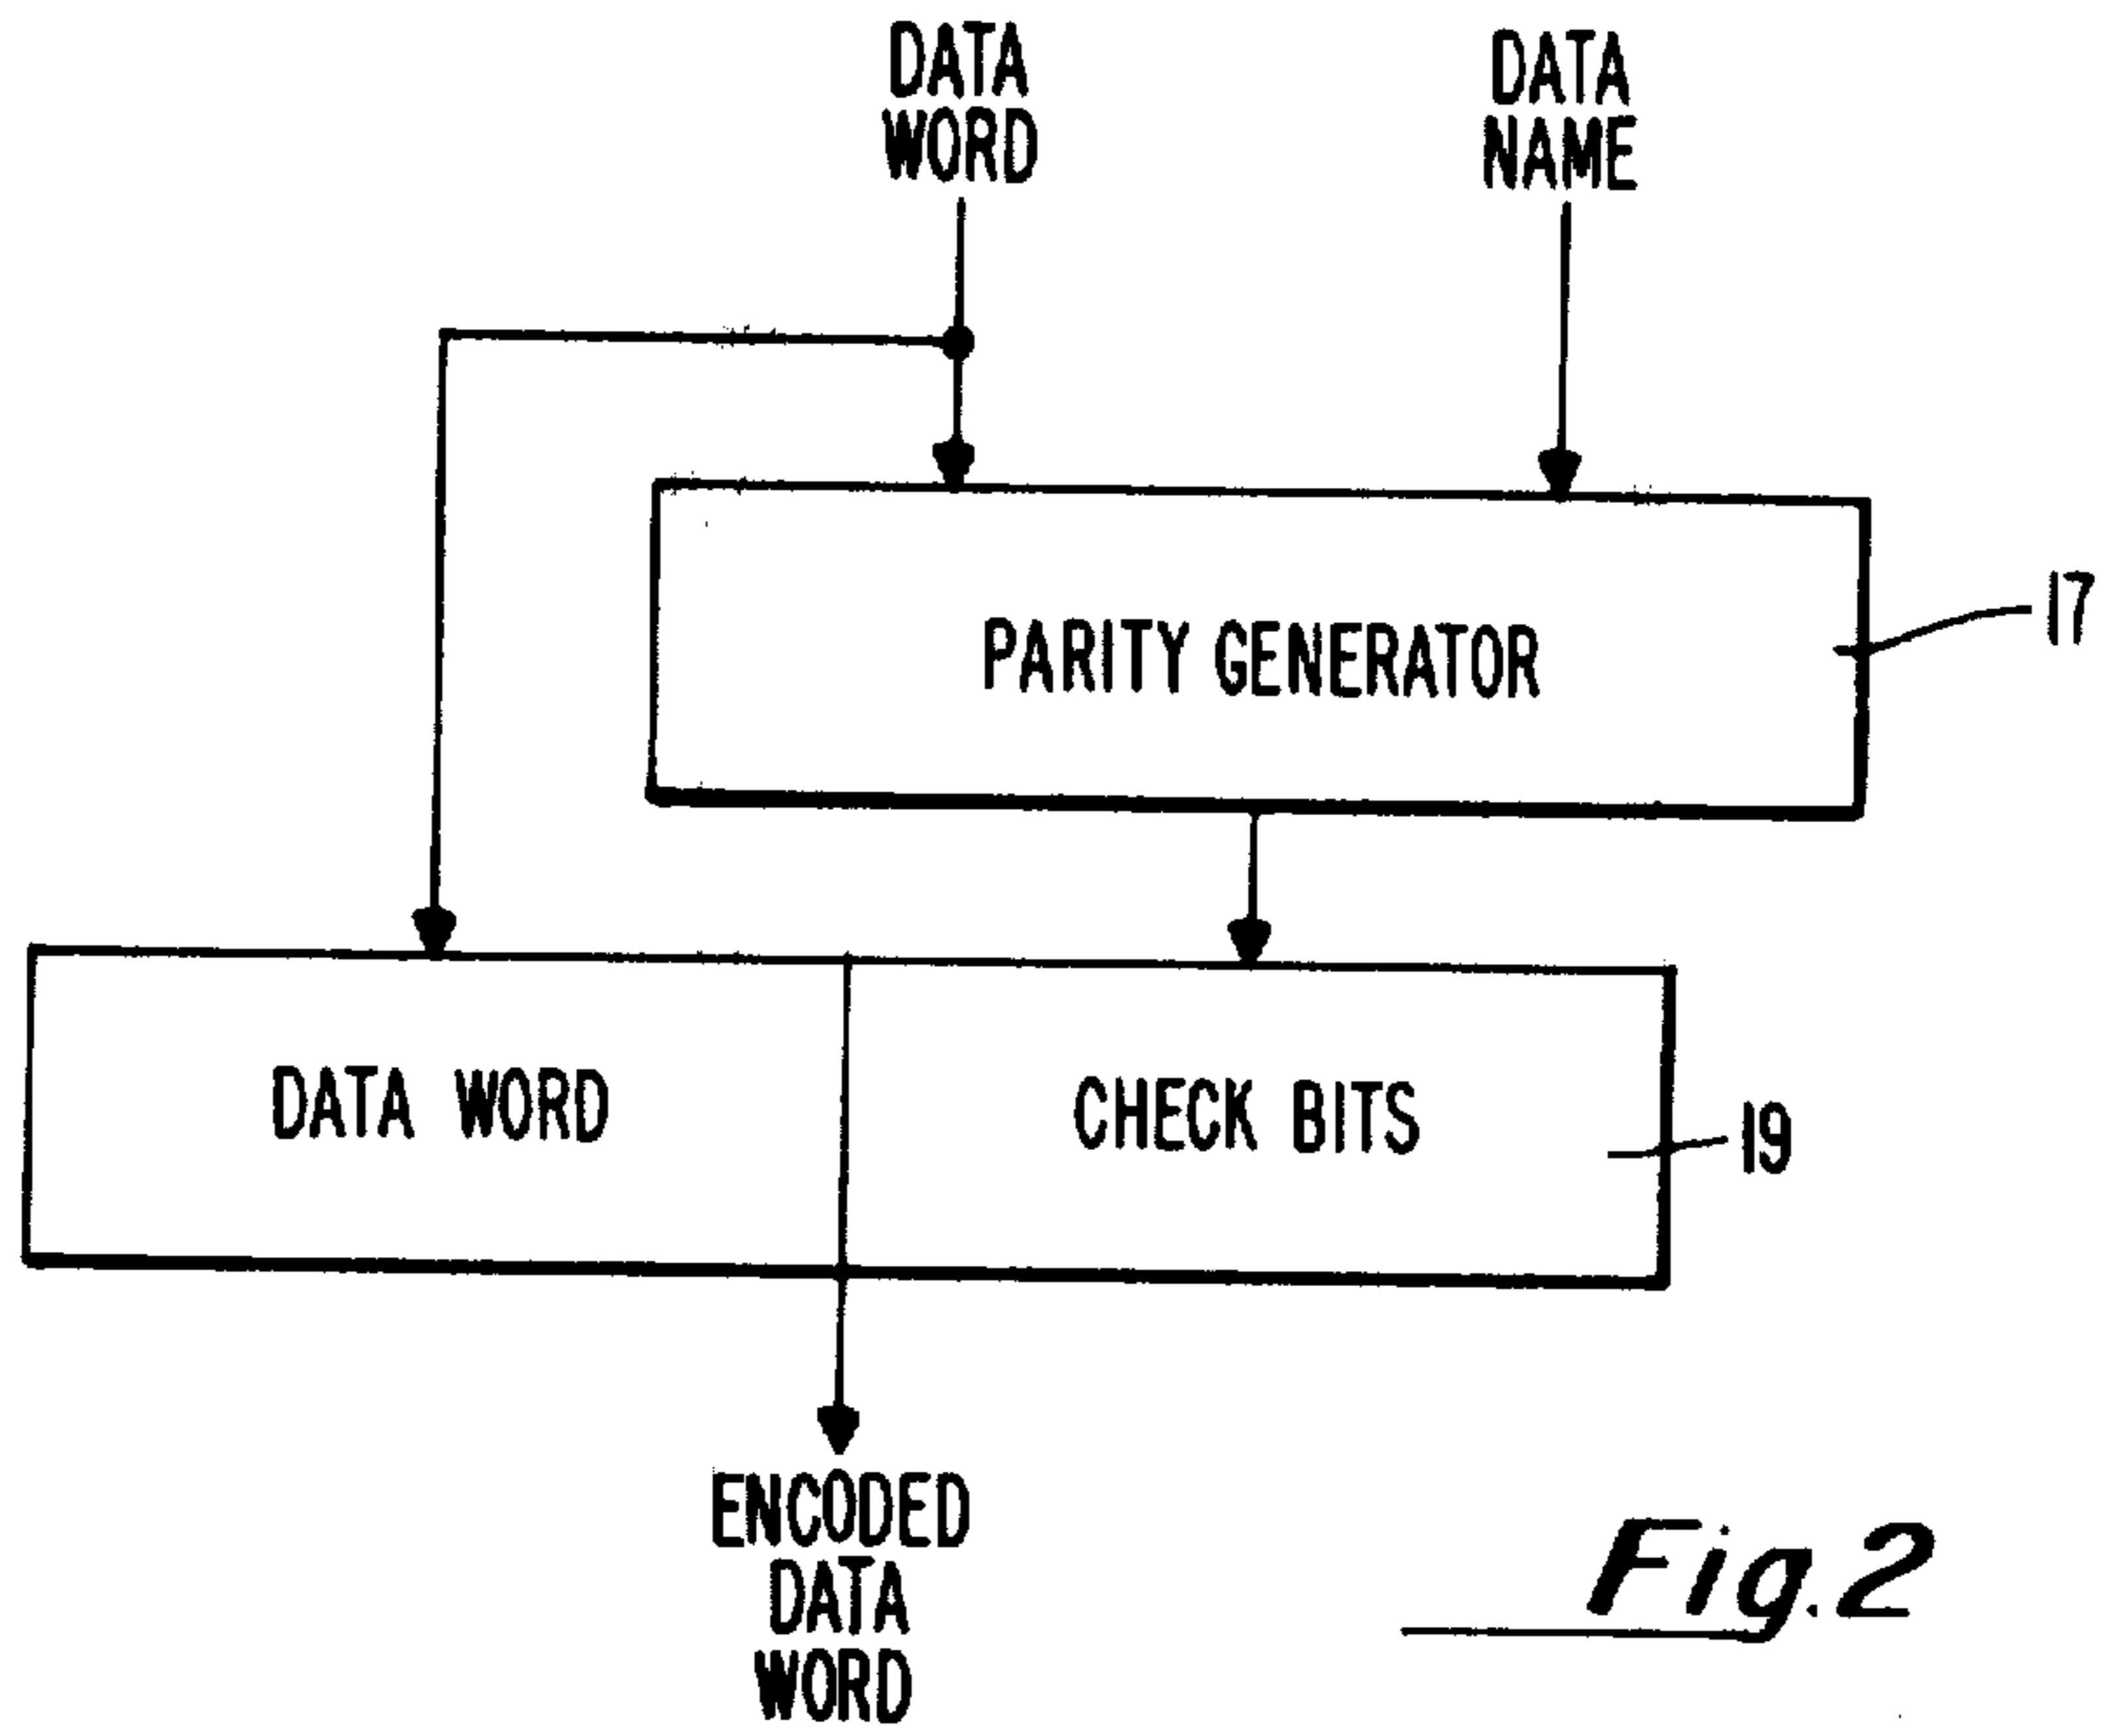 DATA
WORD
DATA
NAME
PARITY GENERATOR
17
DATA WORD
CHECK BITS
19
ENCODED
DATA
WORD
Fig.2